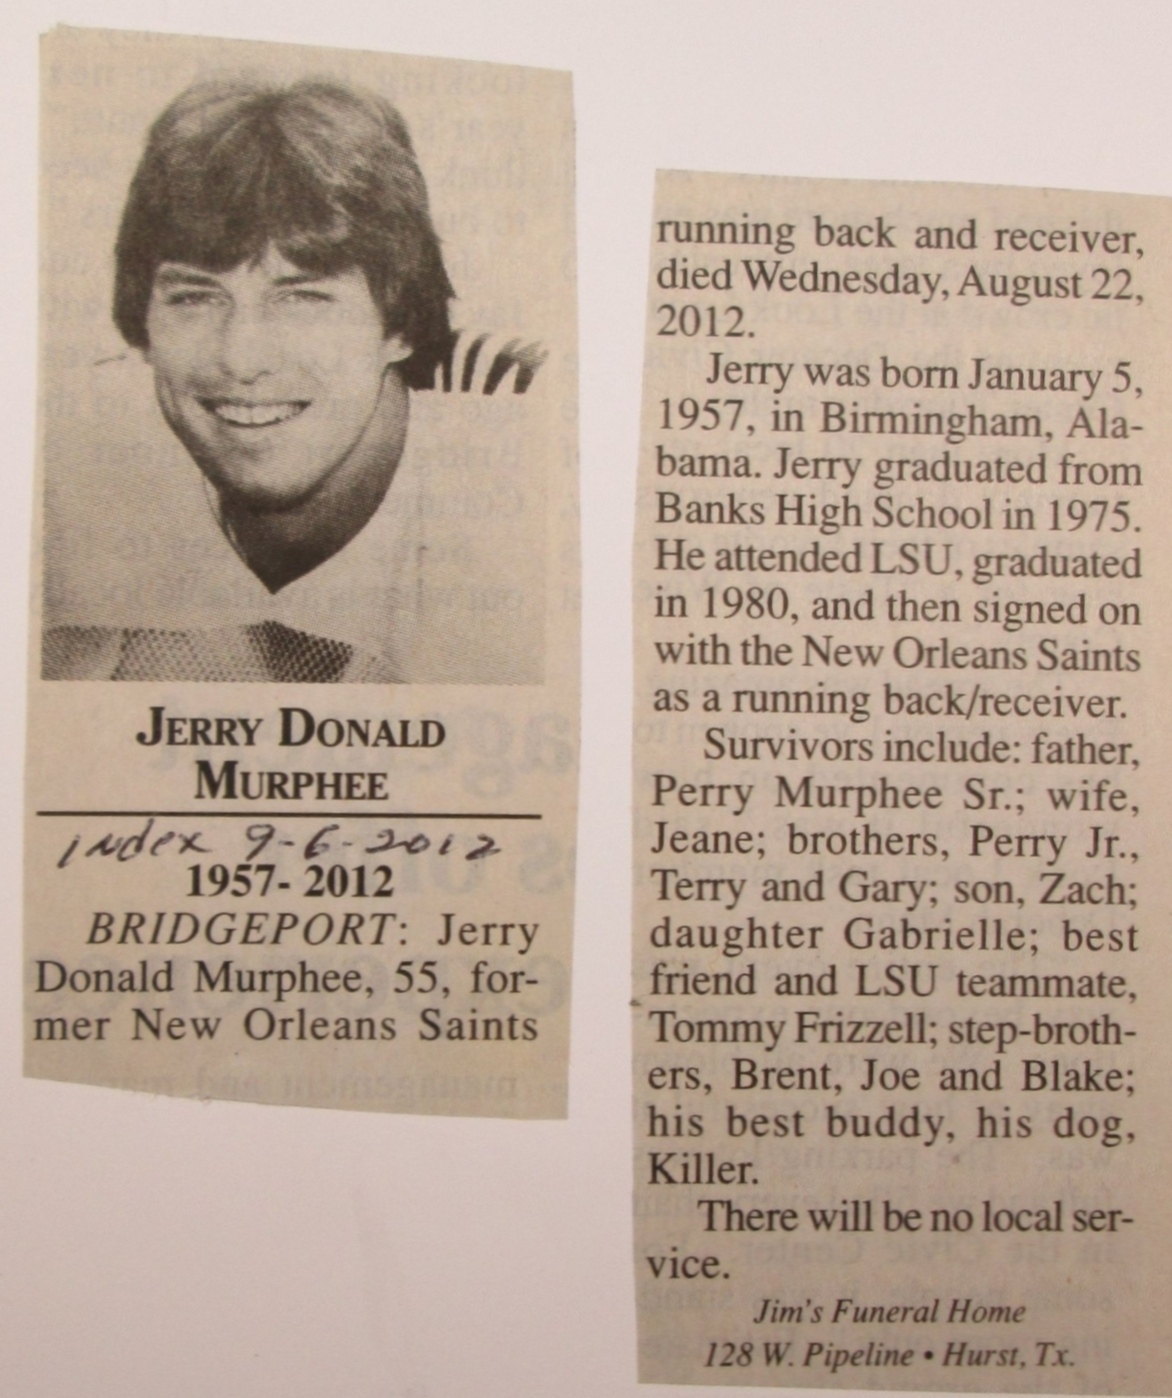 JERRY DONALD
MURPHEE
Index 9-6-2012
1957- 2012
BRIDGEPORT: Jerry
Donald Murphee, 55, for-
mer New Orleans Saints
running back and receiver,
died Wednesday, August 22,
2012.
Jerry was born January 5,
1957, in Birmingham, Ala-
bama. Jerry graduated from
Banks High School in 1975.
He attended LSU, graduated
in 1980, and then signed on
with the New Orleans Saints
as a running back/receiver.
Survivors include: father,
Perry Murphee Sr.; wife,
Jeane; brothers, Perry Jr.,
Terry and Gary; son, Zach;
daughter Gabrielle; best
friend and LSU teammate,
Tommy Frizzell; step-broth-
ers, Brent, Joe and Blake;
his best buddy, his dog,
Killer.
There will be no local ser-
vice.
Jim's Funeral Home
128 W. Pipeline • Hurst, Tx.